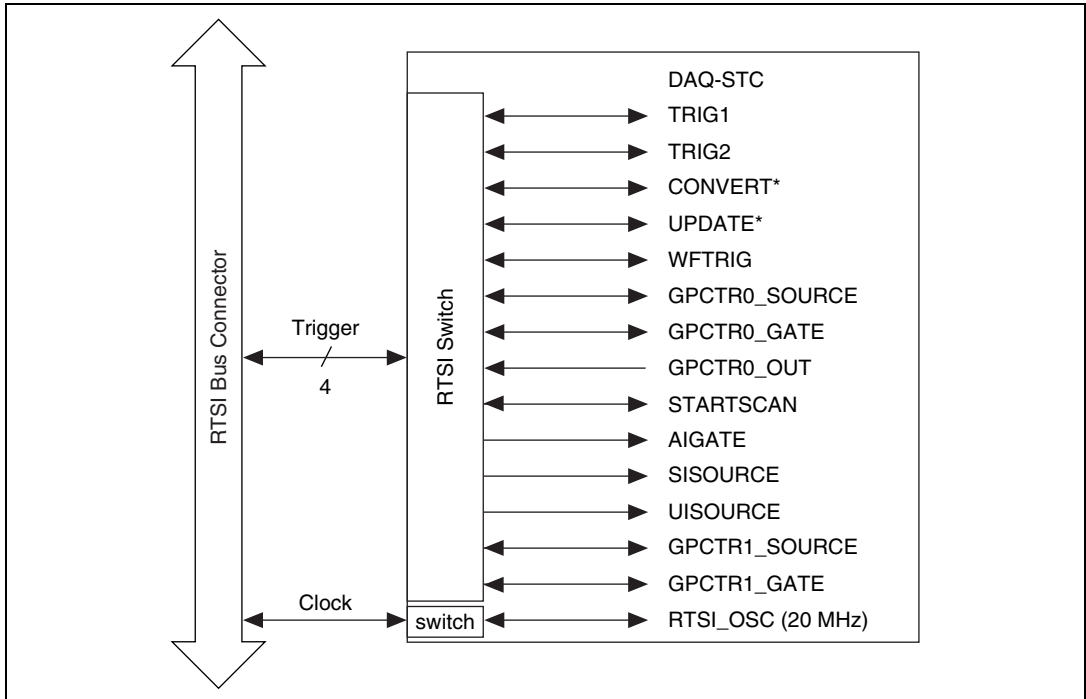 DAQ-STC
TRIG1
TRIG2
CONVERT*
UPDATE*
WFTRIG
GPCTR0_SOURCE
GPCTR0_GATE
GPCTR0_OUT
STARTSCAN
AIGATE
SISOURCE
UISOURCE
GPCTR1_SOURCE
GPCTR1_GATE
RTSI_OSC (20 MHz)
RTSI Bus Connector
Trigger
4
RTSI Switch
Clock
switch